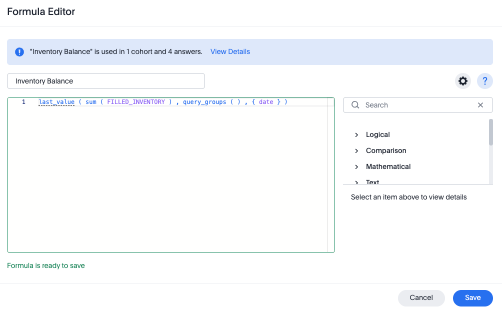 Formula Editor
"Inventory Balance" is used in 1 cohort and 4 answers. View Details
Inventory Balance
?
Search
1 last_value ( sum ( FILLED_INVENTORY ) , query_groups ( ) , { date } )
Logical
Comparison
Mathematical
Text
Select an item above to view details
Formula is ready to save
Cancel
Save